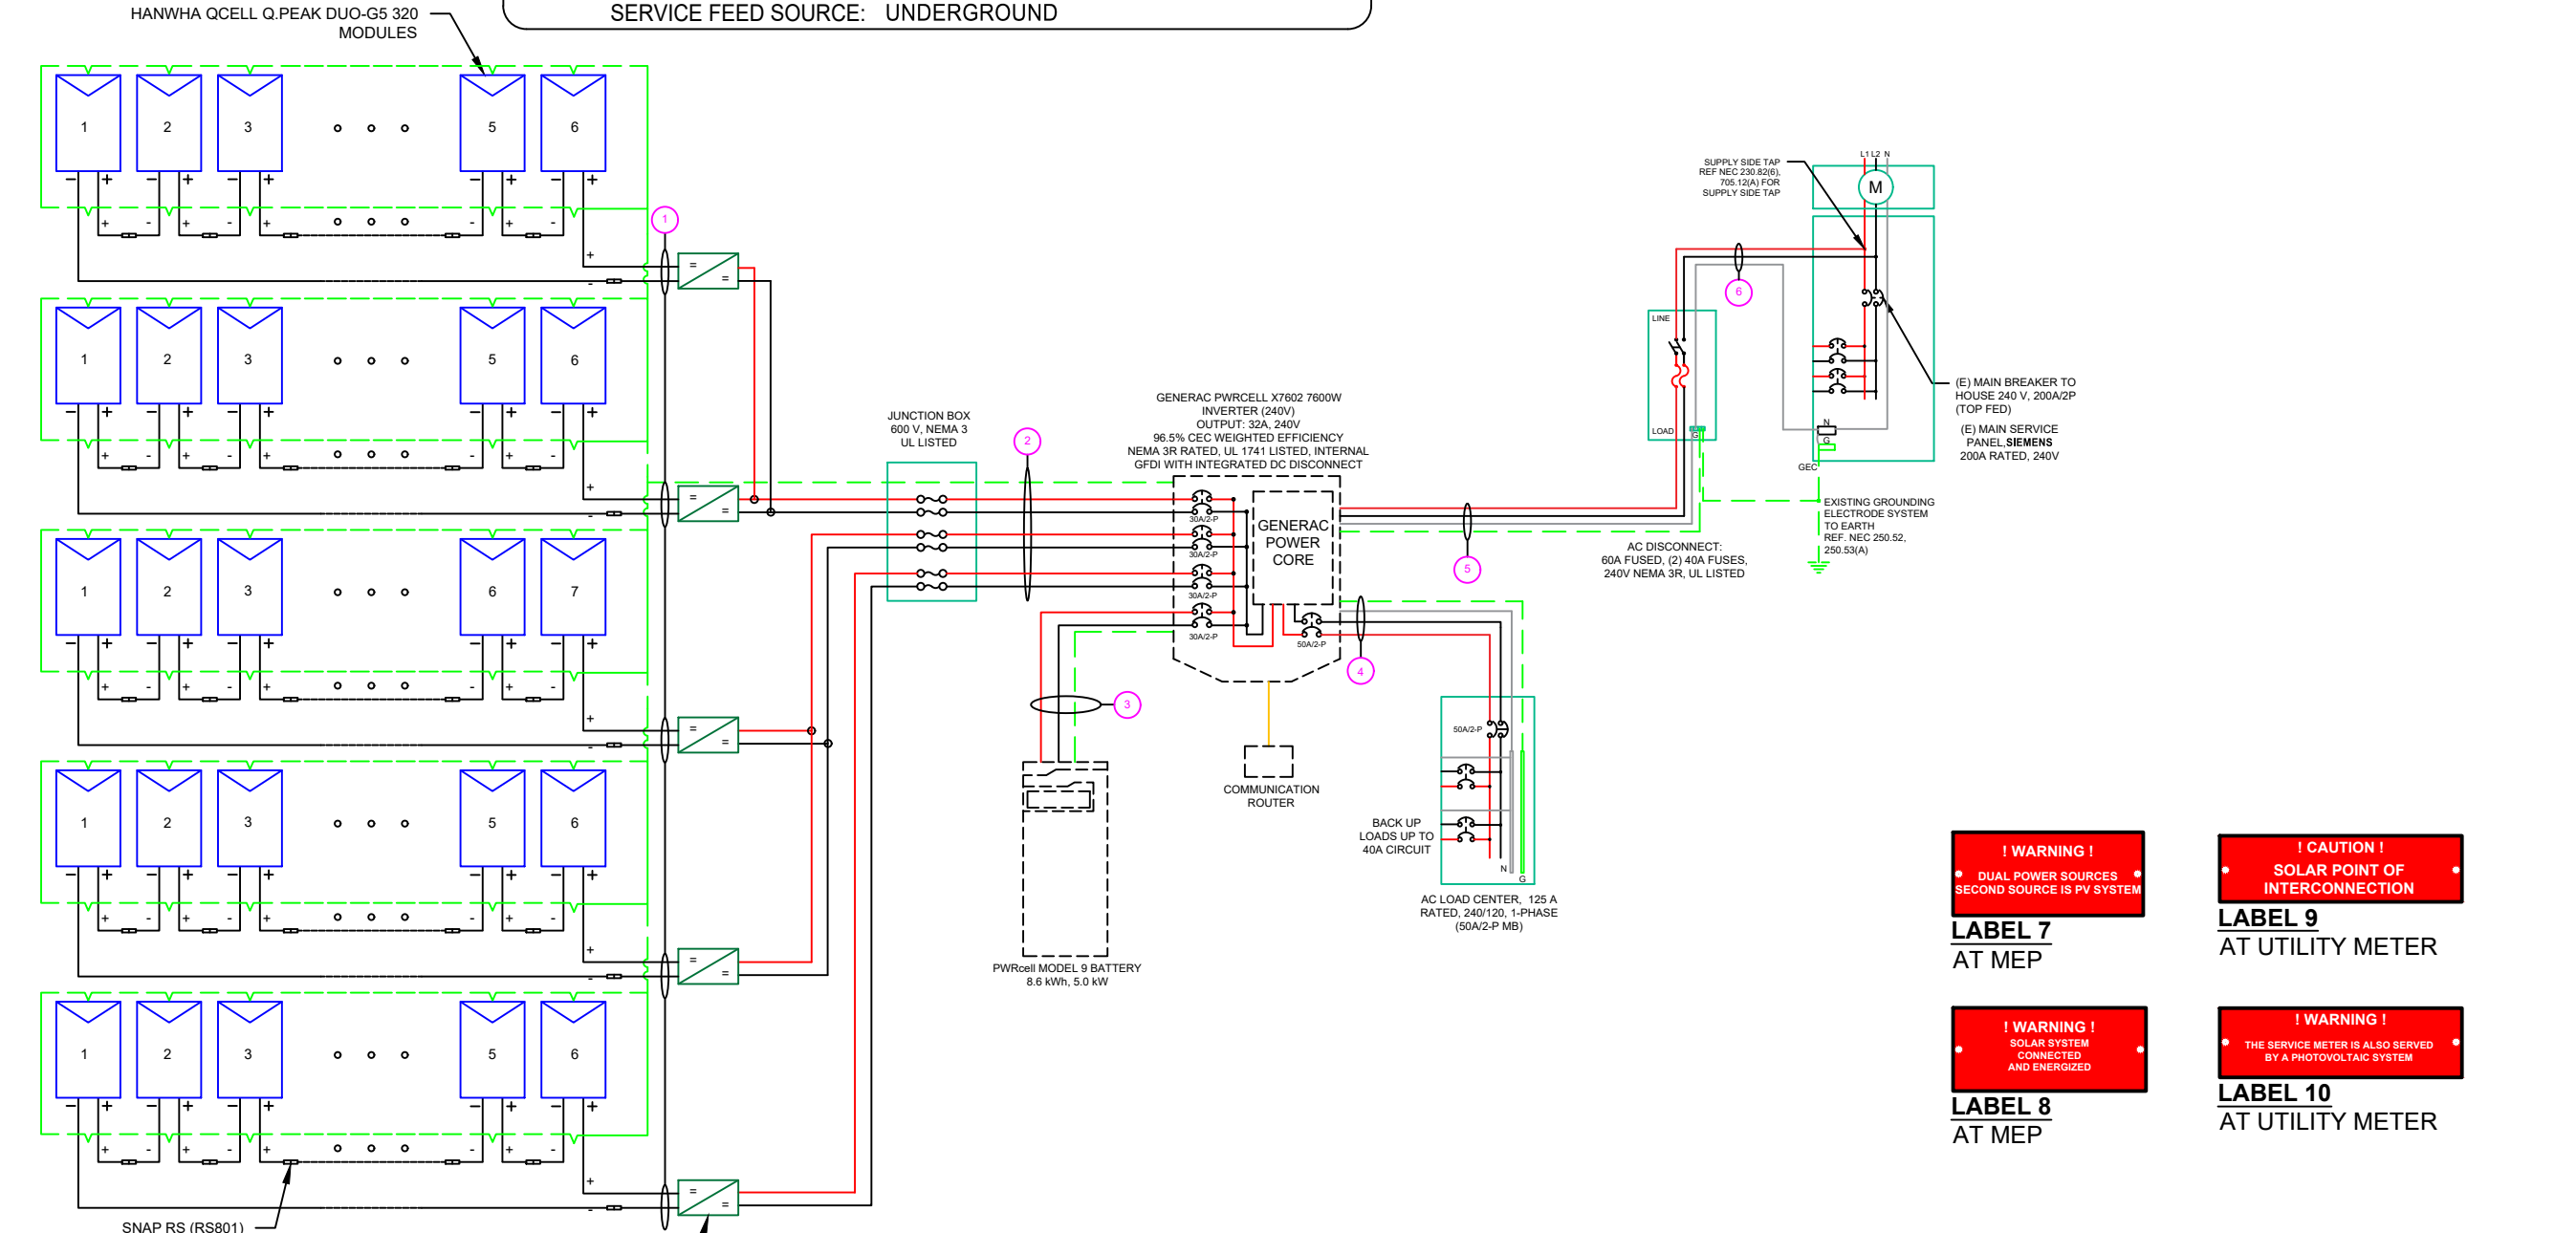 SERVICE FEED SOURCE: UNDERGROUND
HANWHA QCELL Q.PEAK DUO-G5 320
MODULES
1 2 3 5 6
- + - + - + - + - +
+ - + - + - + -
+
-
1
1 2 3 5 6
- + - + - + - + - +
+ - + - + - + -
+
-
1 2 3 6 7
- + - + - + - + - +
+ - + - + - + -
+
-
1 2 3 5 6
- + - + - + - + - +
+ - + - + - + -
+
-
1 2 3 5 6
- + - + - + - + - +
+ - + - + - + -
+
-
SNAP RS (RS801)
= =
= =
= =
= =
= =
JUNCTION BOX
600 V, NEMA 3
UL LISTED
2
GENERAC PWRCELL X7602 7600W
INVERTER (240V)
OUTPUT: 32A, 240V
96.5% CEC WEIGHTED EFFICIENCY
NEMA 3R RATED, UL 1741 LISTED, INTERNAL
GFDI WITH INTEGRATED DC DISCONNECT
30A/2-P
30A/2-P
30A/2-P
30A/2-P
GENERAC
POWER
CORE
50A/2-P
3
PWRcell MODEL 9 BATTERY
8.6 kWh, 5.0 kW
COMMUNICATION
ROUTER
4
5
50A/2-P
BACK UP
LOADS UP TO
40A CIRCUIT
N
G
AC LOAD CENTER, 125 A
RATED, 240/120, 1-PHASE
(50A/2-P MB)
LINE
LOAD
G
AC DISCONNECT:
60A FUSED, (2) 40A FUSES,
240V NEMA 3R, UL LISTED
6
SUPPLY SIDE TAP
REF NEC 230.82(6),
705.12(A) FOR
SUPPLY SIDE TAP
L1 L2 N
M
(E) MAIN BREAKER TO
HOUSE 240 V, 200A/2P
(TOP FED)
(E) MAIN SERVICE
PANEL,SIEMENS
200A RATED, 240V
N
G
GEC
EXISTING GROUNDING
ELECTRODE SYSTEM
TO EARTH
REF. NEC 250.52,
250.53(A)
! WARNING !
DUAL POWER SOURCES
SECOND SOURCE IS PV SYSTEM
LABEL 7
AT MEP
! CAUTION !
SOLAR POINT OF
INTERCONNECTION
LABEL 9
AT UTILITY METER
! WARNING !
SOLAR SYSTEM
CONNECTED
AND ENERGIZED
LABEL 8
AT MEP
! WARNING !
THE SERVICE METER IS ALSO SERVED
BY A PHOTOVOLTAIC SYSTEM
LABEL 10
AT UTILITY METER